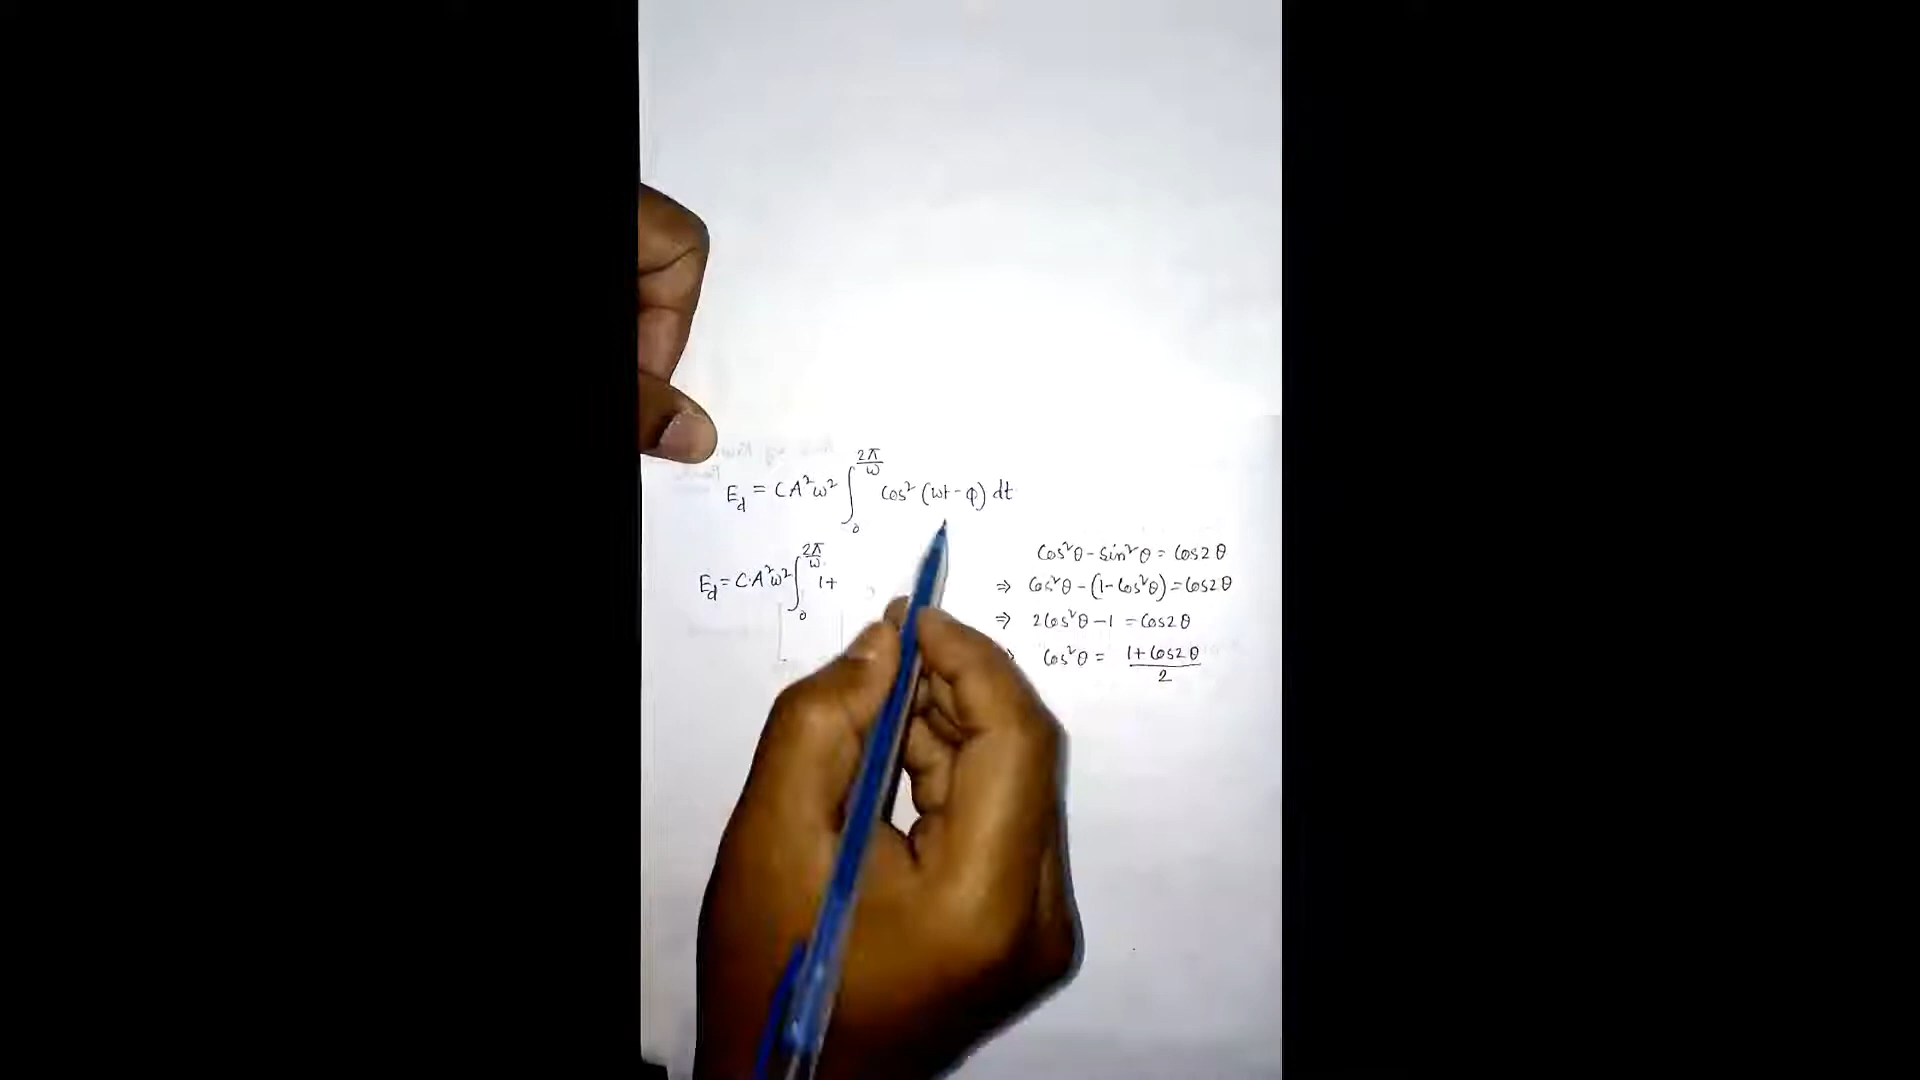 E_d = CA²ω² ∫₀^(2π/ω) Cos² (ωt - φ) dt
E_d = C·A²ω² ∫₀^(2π/ω) 1+
Cos²θ - Sin²θ = Cos2θ
⇒ Cos²θ - (1 - Cos²θ) = Cos2θ
⇒ 2Cos²θ - 1 = Cos2θ
⇒ Cos²θ = (1 + Cos2θ)/2